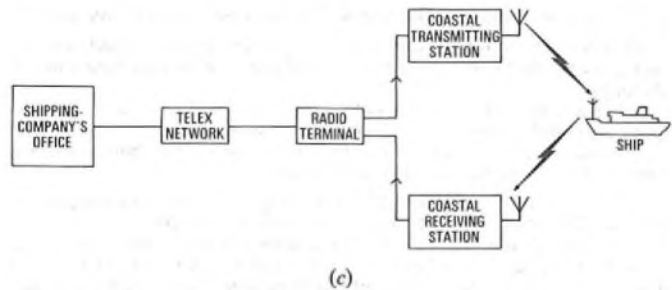 COASTAL
TRANSMITTING
STATION
SHIPPING-
COMPANY'S
OFFICE
TELEX
NETWORK
RADIO
TERMINAL
SHIP
COASTAL
RECEIVING
STATION
(c)